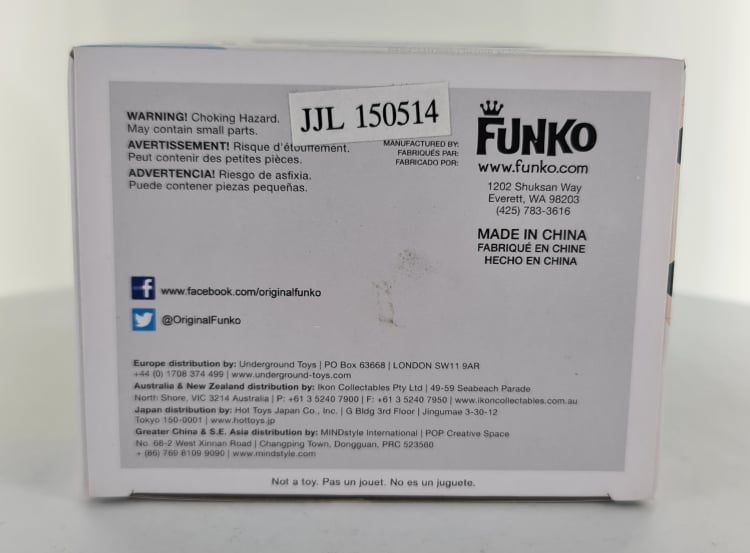 WARNING! Choking Hazard.
May contain small parts.
AVERTISSEMENT! Risque d'étouffement.
Peut contenir des petites pièces.
ADVERTENCIA! Riesgo de asfixia.
Puede contener piezas pequeñas.
JJL 150514
MANUFACTURED BY:
FABRIQUÉS PAR:
FABRICADO POR:
FUNKO
www.funko.com
1202 Shuksan Way
Everett, WA 98203
(425) 783-3616
MADE IN CHINA
FABRIQUÉ EN CHINE
HECHO EN CHINA
f www.facebook.com/originalfunko
@OriginalFunko
Europe distribution by: Underground Toys | PO Box 63668 | LONDON SW11 9AR
+44 (0) 1708 374 499 | www.underground-toys.com
Australia & New Zealand distribution by: Ikon Collectables Pty Ltd | 49-59 Seabeach Parade
North Shore, VIC 3214 Australia | P: +61 3 5240 7900 | F: +61 3 5240 7950 | www.ikoncollectables.com.au
Japan distribution by: Hot Toys Japan Co., Inc. | G Bldg 3rd Floor | Jingumae 3-30-12
Tokyo 150-0001 | www.hottoys.jp
Greater China & S.E. Asia distribution by: MINDstyle International | POP Creative Space
No. 68-2 West Xinnan Road | Changping Town, Dongguan, PRC 523560
+ (86) 769 8109 9090 | www.mindstyle.com
Not a toy. Pas un jouet. No es un juguete.